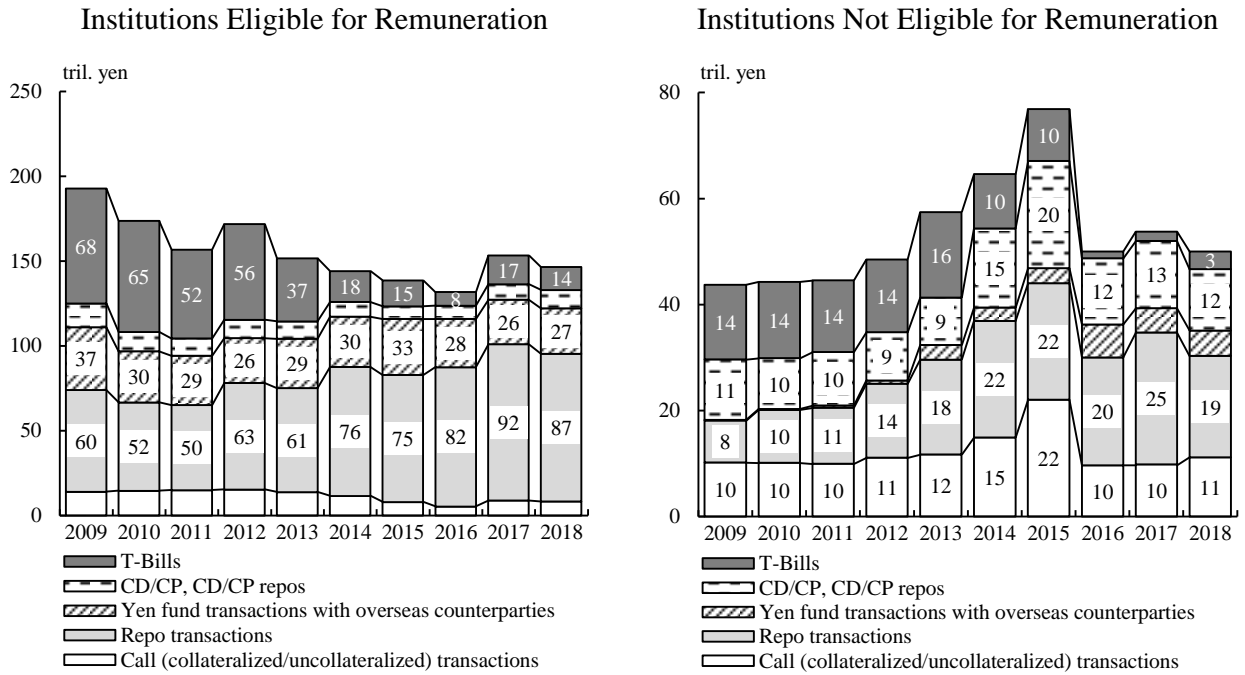 Institutions Eligible for Remuneration
tril. yen
250
200
150
100
50
0
68 65 52 56 37 18 15 8 17 14
37 30 29 26 29 30 33 28 26 27
60 52 50 63 61 76 75 82 92 87
2009 2010 2011 2012 2013 2014 2015 2016 2017 2018
T-Bills
CD/CP, CD/CP repos
Yen fund transactions with overseas counterparties
Repo transactions
Call (collateralized/uncollateralized) transactions
Institutions Not Eligible for Remuneration
tril. yen
80
60
40
20
0
14 14 14 14 16 10 10 3
11 10 10 9 9 15 20 12 13 12
8 10 11 14 18 22 22 20 25 19
10 10 10 11 12 15 22 10 10 11
2009 2010 2011 2012 2013 2014 2015 2016 2017 2018
T-Bills
CD/CP, CD/CP repos
Yen fund transactions with overseas counterparties
Repo transactions
Call (collateralized/uncollateralized) transactions